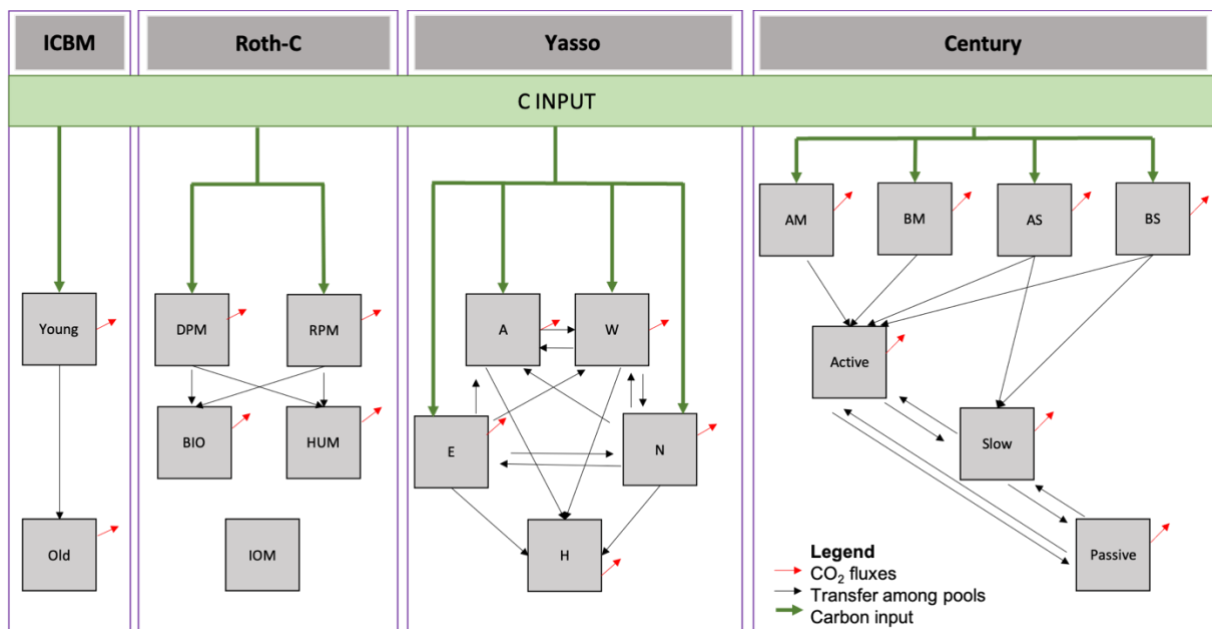 ICBM
Roth-C
Yasso
Century
C INPUT
AM
BM
AS
BS
Young
DPM
RPM
A
W
Active
BIO
HUM
E
N
Slow
Old
IOM
H
Passive
Legend
CO₂ fluxes
Transfer among pools
Carbon input